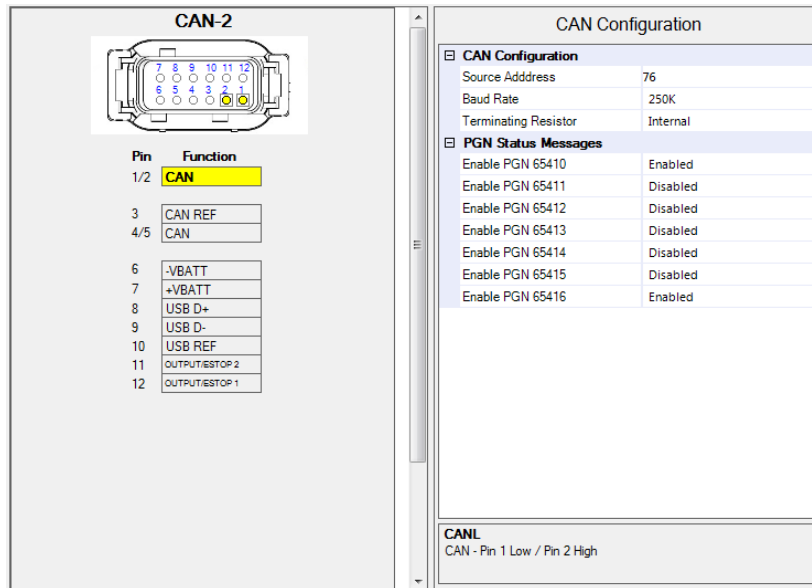 CAN-2
7 8 9 10 11 12
6 5 4 3 2 1
Pin Function
1/2 CAN
3 CAN REF
4/5 CAN
6 -VBATT
7 +VBATT
8 USB D+
9 USB D-
10 USB REF
11 OUTPUT/ESTOP 2
12 OUTPUT/ESTOP 1
CAN Configuration
CAN Configuration
Source Adddress 76
Baud Rate 250K
Terminating Resistor Internal
PGN Status Messages
Enable PGN 65410 Enabled
Enable PGN 65411 Disabled
Enable PGN 65412 Disabled
Enable PGN 65413 Disabled
Enable PGN 65414 Disabled
Enable PGN 65415 Disabled
Enable PGN 65416 Enabled
CANL
CAN - Pin 1 Low / Pin 2 High